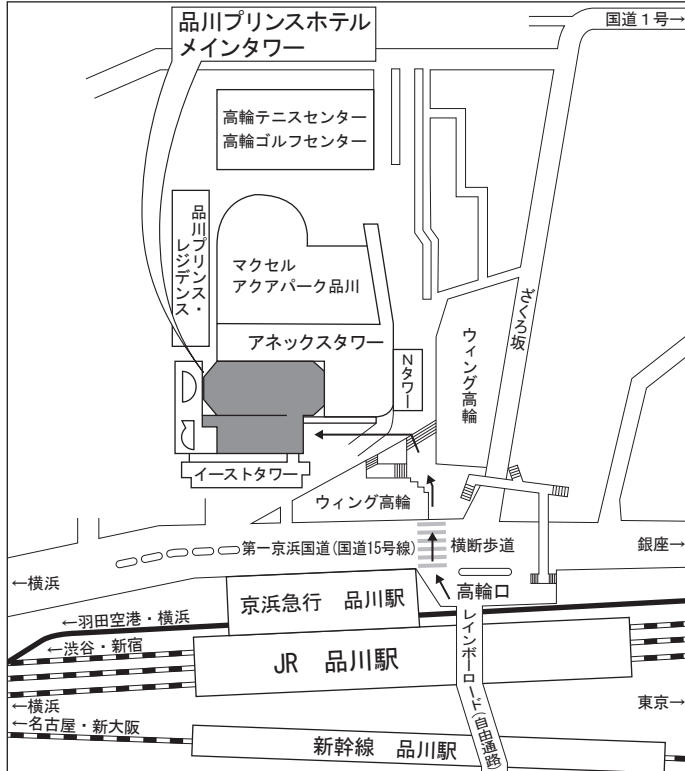 品川プリンスホテル
メインタワー
国道1号→
高輪テニスセンター
高輪ゴルフセンター
品川プリンス・
レジデンス
マクセル
アクアパーク品川
ざくろ坂
アネックスタワー
Nタワー
ウィング高輪
イーストタワー
ウィング高輪
第一京浜国道(国道15号線)
横断歩道
銀座→
←横浜
高輪口
京浜急行 品川駅
←羽田空港・横浜
←渋谷・新宿
JR 品川駅
レインボーロード(自由通路)
←横浜
東京→
←名古屋・新大阪
新幹線 品川駅